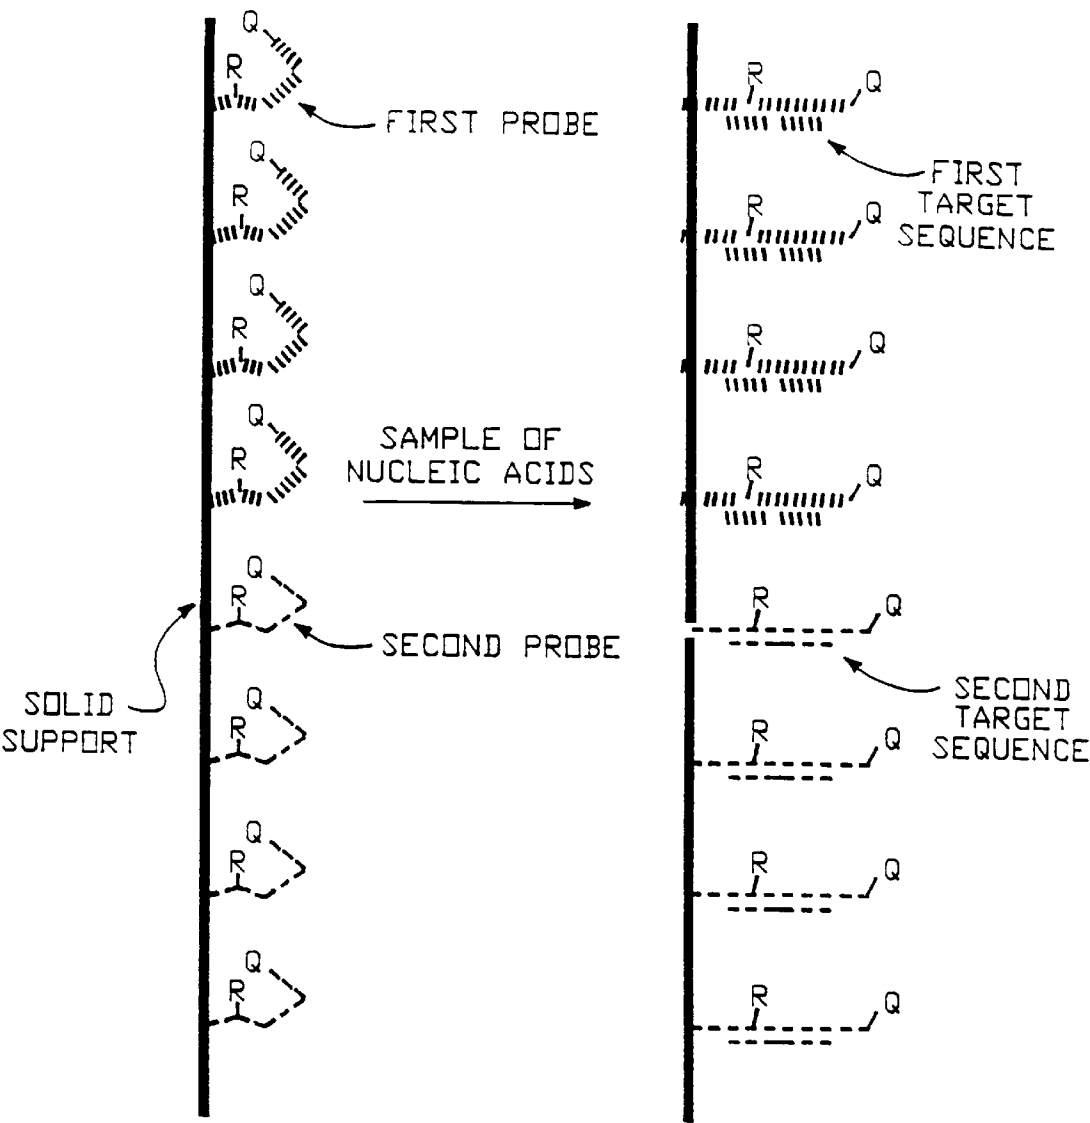 Q
R
FIRST PROBE
Q
R
Q
R
Q
R
SAMPLE OF
NUCLEIC ACIDS
Q
R
SECOND PROBE
SOLID
SUPPORT
Q
R
Q
R
Q
R
R
Q
FIRST
TARGET
SEQUENCE
R
Q
R
Q
R
Q
R
Q
SECOND
TARGET
SEQUENCE
R
Q
R
Q
R
Q